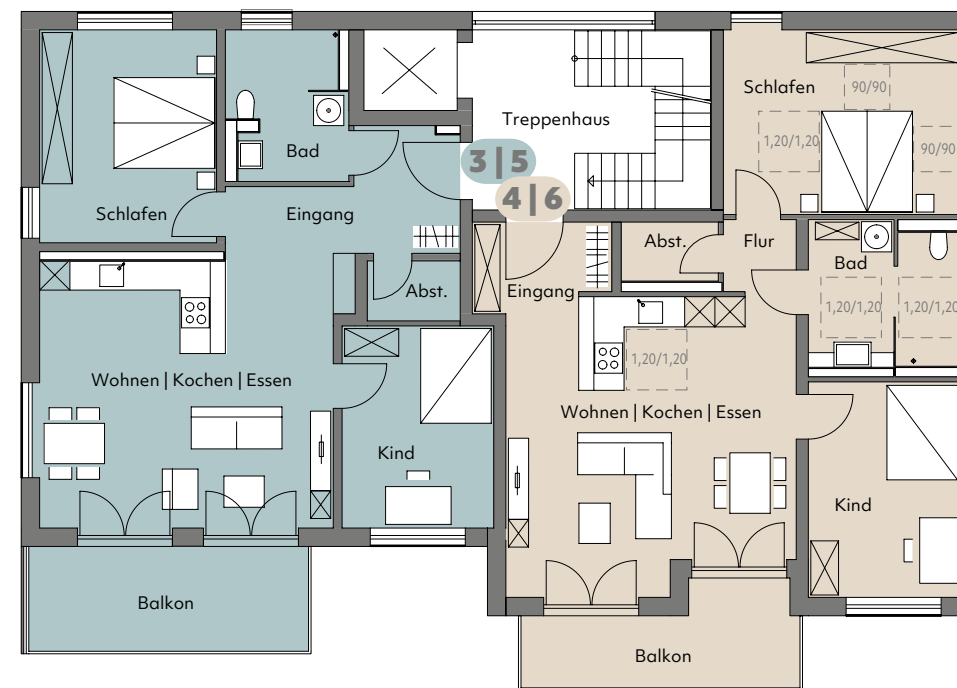 Schlafen
90/90
1,20/1,20
90/90
Treppenhaus
Bad
3 | 5
4 | 6
Schlafen
Eingang
Abst.
Flur
Bad
Abst.
Eingang
1,20/1,20
1,20/1,20
1,20/1,20
Wohnen | Kochen | Essen
Wohnen | Kochen | Essen
Kind
Kind
Balkon
Balkon